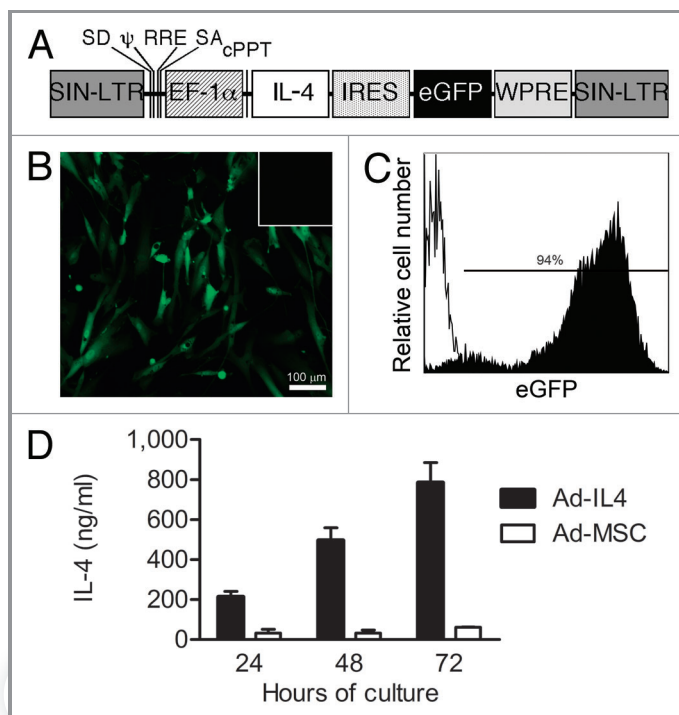 A
SD ψ RRE SA cPPT
SIN-LTR EF-1α IL-4 IRES eGFP WPRE SIN-LTR
B
100 μm
C
Relative cell number
94%
eGFP
D
IL-4 (ng/ml)
1,000
800
600
400
200
0
24 48 72
Hours of culture
Ad-IL4
Ad-MSC